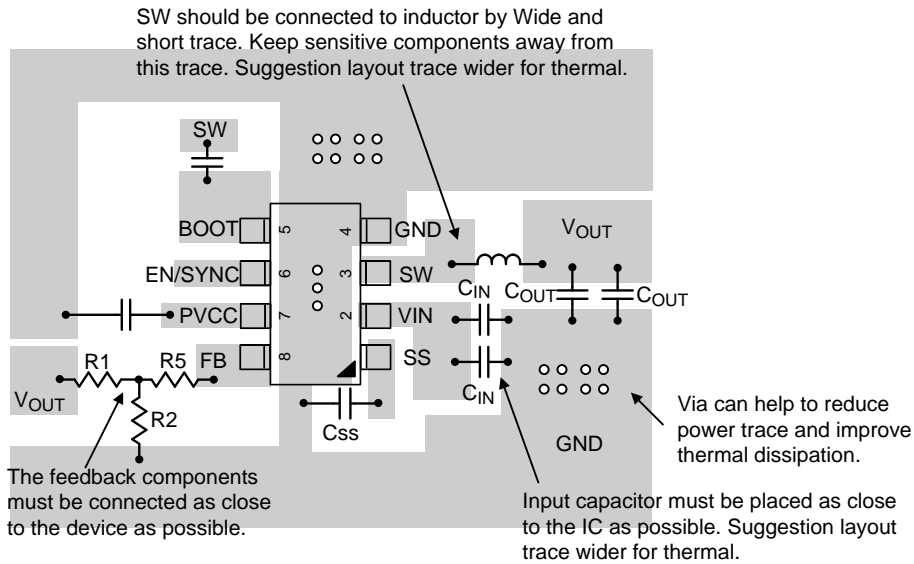 SW should be connected to inductor by Wide and
short trace. Keep sensitive components away from
this trace. Suggestion layout trace wider for thermal.
SW
BOOT 5 4 GND
EN/SYNC 6 3 SW
PVCC 7 2 VIN
FB 8 SS
VOUT
CIN COUT COUT
CIN
R1 R5
VOUT
R2
Css
GND
Via can help to reduce
power trace and improve
thermal dissipation.
The feedback components
must be connected as close
to the device as possible.
Input capacitor must be placed as close
to the IC as possible. Suggestion layout
trace wider for thermal.